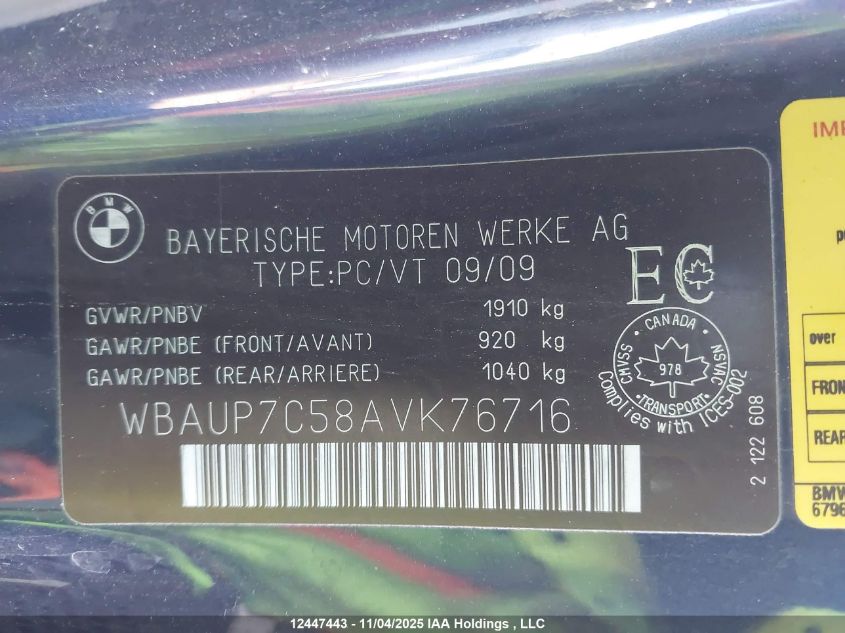 BMW
BAYERISCHE MOTOREN WERKE AG
TYPE:PC/VT 09/09
EC
GVWR/PNBV 1910 kg
GAWR/PNBE (FRONT/AVANT) 920 kg
GAWR/PNBE (REAR/ARRIERE) 1040 kg
CANADA
CMVSS 978 NSVAC
TRANSPORT
Complies with ICES-002
WBAUP7C58AVK76716
2 122 608
IMP
over
FRON
REAR
BMW
6796
12447443 - 11/04/2025 IAA Holdings , LLC